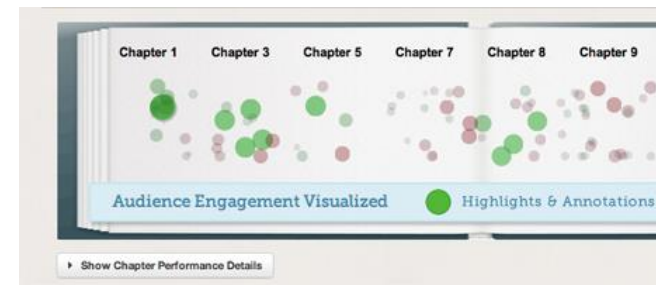 Chapter 1 Chapter 3 Chapter 5 Chapter 7 Chapter 8 Chapter 9
Audience Engagement Visualized Highlights & Annotations
Show Chapter Performance Details